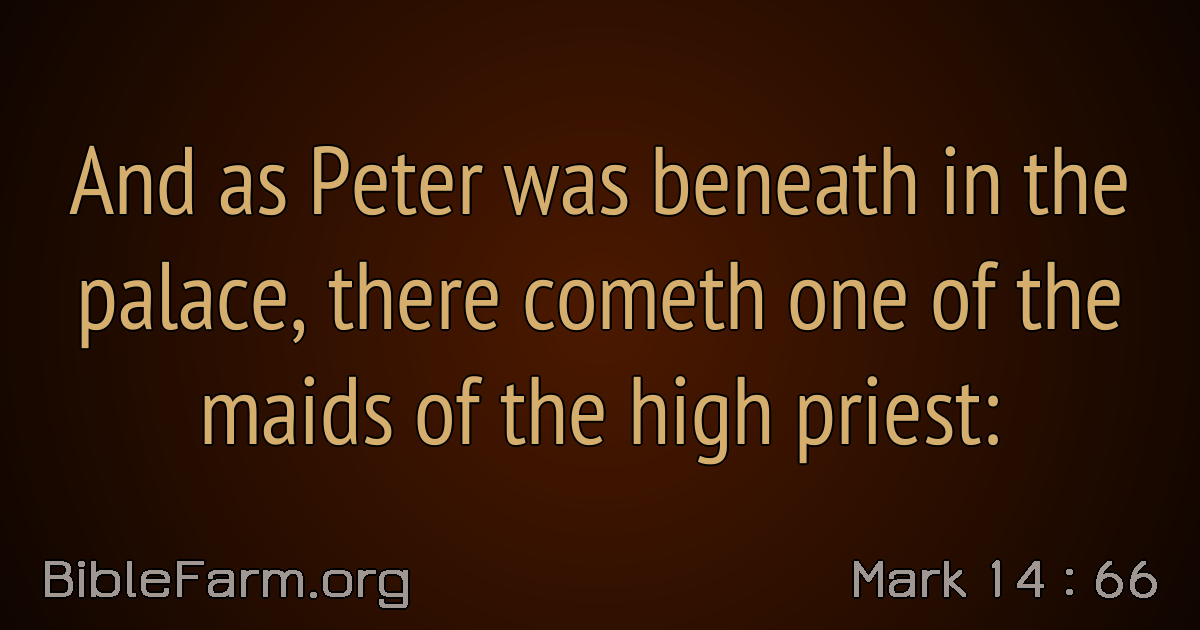 And as Peter was beneath in the
palace, there cometh one of the
maids of the high priest:
BibleFarm.org
Mark 14 : 66